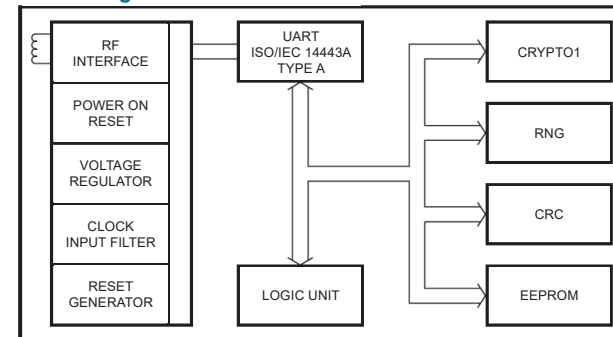 RF
INTERFACE
POWER ON
RESET
VOLTAGE
REGULATOR
CLOCK
INPUT FILTER
RESET
GENERATOR
UART
ISO/IEC 14443A
TYPE A
LOGIC UNIT
CRYPTO1
RNG
CRC
EEPROM